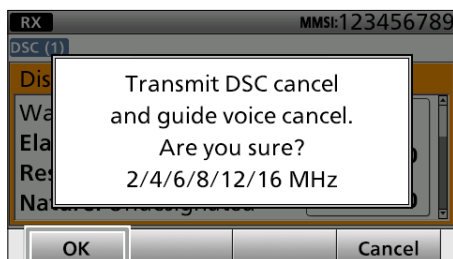 RX MMSI:123456789
DSC (1)
Dis
Transmit DSC cancel
and guide voice cancel.
Are you sure?
2/4/6/8/12/16 MHz
Wa
Ela
Res
OK Cancel